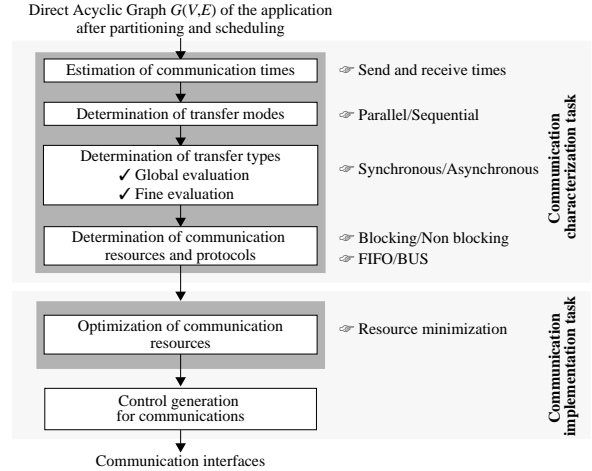 Direct Acyclic Graph G(V,E) of the application
after partitioning and scheduling
Estimation of communication times
☞ Send and receive times
Determination of transfer modes
☞ Parallel/Sequential
Determination of transfer types
✓ Global evaluation
✓ Fine evaluation
☞ Synchronous/Asynchronous
Determination of communication
resources and protocols
☞ Blocking/Non blocking
☞ FIFO/BUS
Communication
characterization task
Optimization of communication
resources
☞ Resource minimization
Control generation
for communications
Communication
implementation task
Communication interfaces